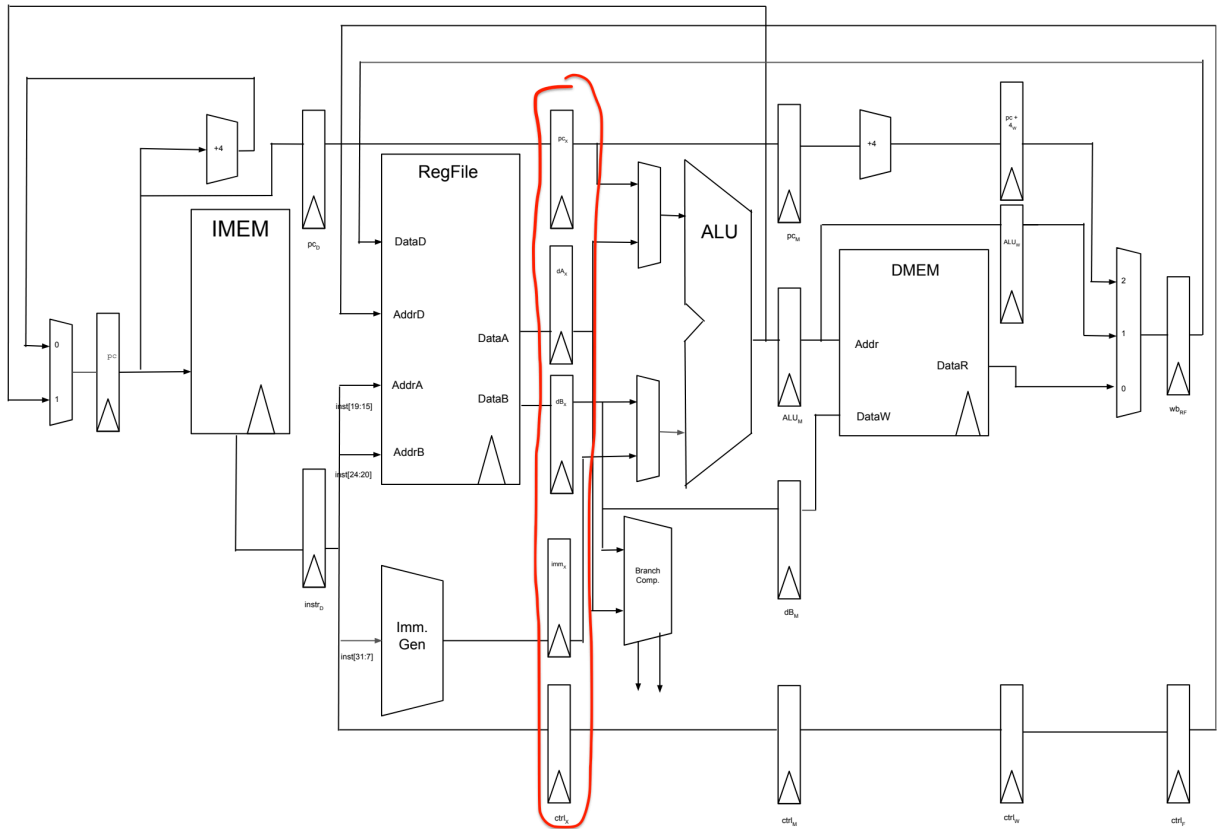 pc
+4
IMEM
pc_D
instr_D
RegFile
DataD
AddrD
DataA
AddrA
inst[19:15]
DataB
AddrB
inst[24:20]
Imm.
Gen
inst[31:7]
pc_X
dA_X
dB_X
imm_X
ctrl_X
ALU
Branch
Comp.
pc_M
ALU_M
dB_M
ctrl_M
+4
DMEM
Addr
DataR
DataW
pc +
4_W
ALU_W
ctrl_W
0
1
2
1
0
wb_RF
ctrl_F